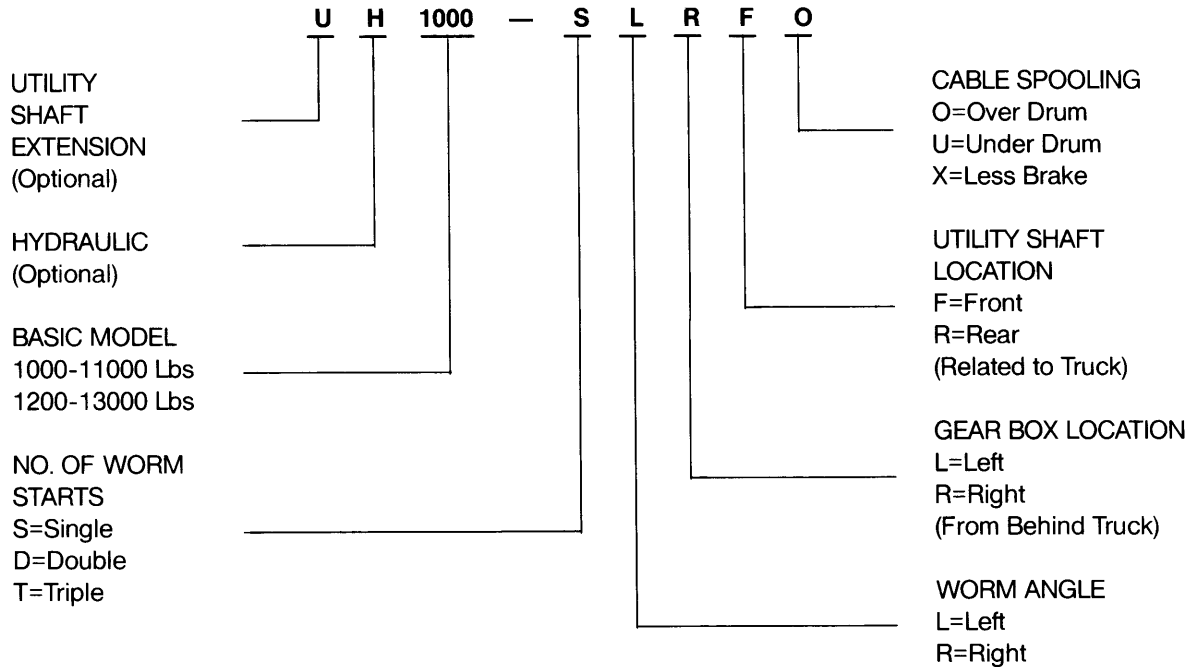 U H 1000 — S L R F O
UTILITY
SHAFT
EXTENSION
(Optional)
HYDRAULIC
(Optional)
BASIC MODEL
1000-11000 Lbs
1200-13000 Lbs
NO. OF WORM
STARTS
S=Single
D=Double
T=Triple
CABLE SPOOLING
O=Over Drum
U=Under Drum
X=Less Brake
UTILITY SHAFT
LOCATION
F=Front
R=Rear
(Related to Truck)
GEAR BOX LOCATION
L=Left
R=Right
(From Behind Truck)
WORM ANGLE
L=Left
R=Right